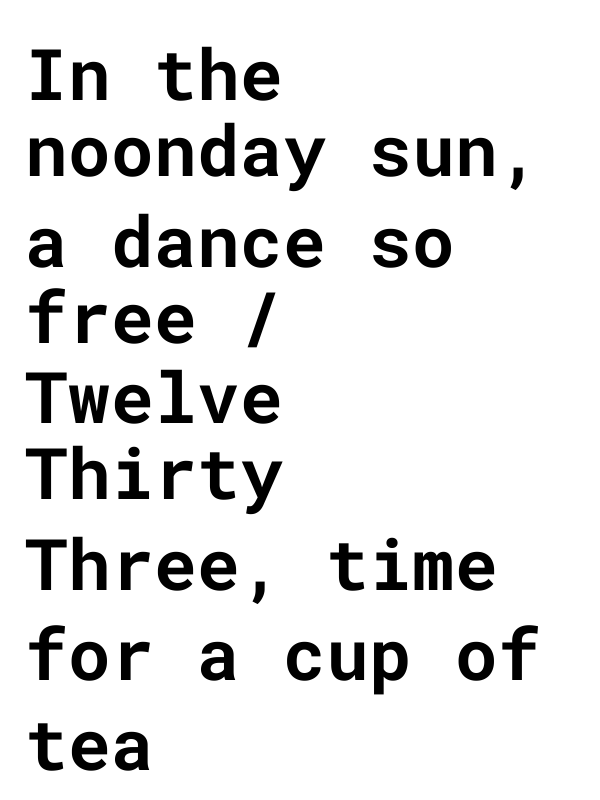 In the
noonday sun,
a dance so
free /
Twelve
Thirty
Three, time
for a cup of
tea